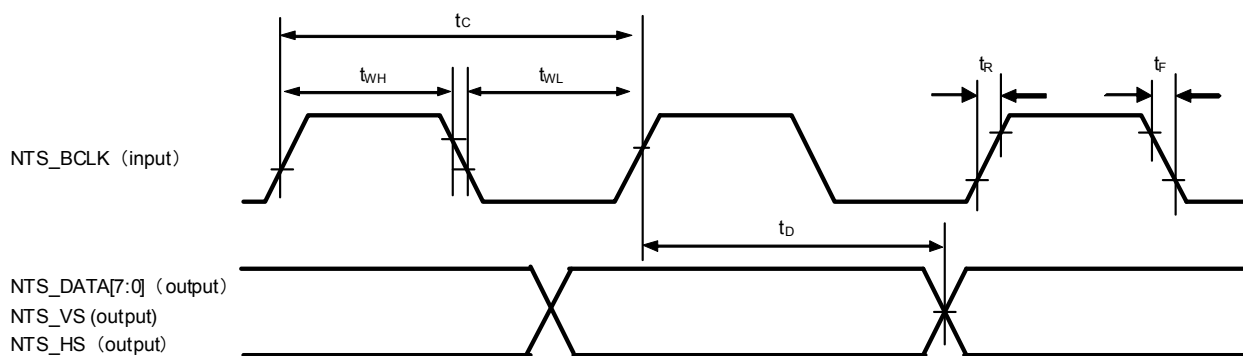 tC
tWH
tWL
tR
tF
NTS_BCLK（input）
tD
NTS_DATA[7:0]（output）
NTS_VS (output)
NTS_HS（output）